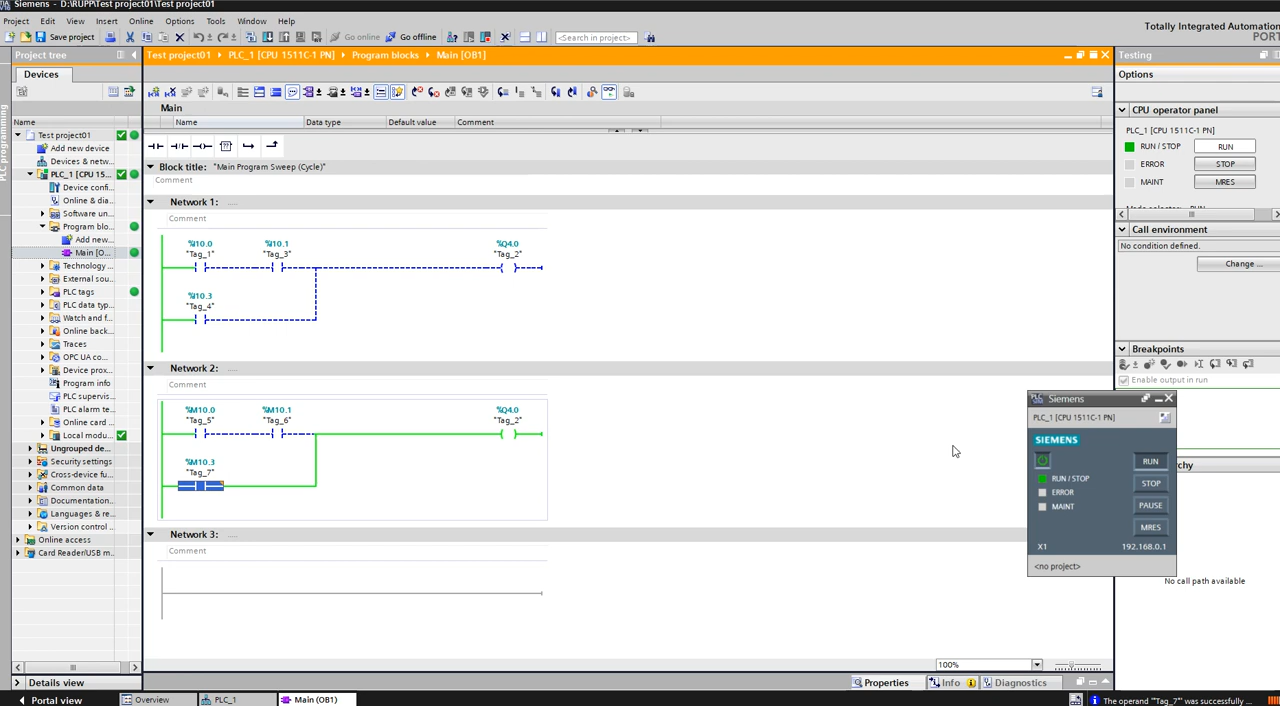 Siemens - D:\RUPP\Test project01\Test project01
Project Edit View Insert Online Options Tools Window Help
Totally Integrated Automation
PORT
Save project
Go online
Go offline
<Search in project>
Project tree
Test project01 PLC_1 [CPU 1511C-1 PN] Program blocks Main [OB1]
Testing
Devices
Options
PLC programming
Main
Name Data type Default value Comment
Name
Test project01
Add new device
Devices & netw...
PLC_1 [CPU 15...
Device confi...
Online & dia...
Software un...
Program blo...
Add new...
Main [O...
Technology ...
External sou...
PLC tags
PLC data typ...
Watch and f...
Online back...
Traces
OPC UA co...
Device prox...
Program info
PLC supervis...
PLC alarm te...
Online card ...
Local modu...
Ungrouped de...
Security settings
Cross-device fu...
Common data
Documentation...
Languages & re...
Version control ...
Online access
Card Reader/USB m...
Block title: "Main Program Sweep (Cycle)"
Comment
Network 1: .....
Comment
%I10.0 %I10.1 %Q4.0
"Tag_1" "Tag_3" "Tag_2"
%I10.3
"Tag_4"
Network 2: .....
Comment
%M10.0 %M10.1 %Q4.0
"Tag_5" "Tag_6" "Tag_2"
%M10.3
"Tag_7"
Network 3: .....
Comment
CPU operator panel
PLC_1 [CPU 1511C-1 PN]
RUN / STOP RUN
ERROR STOP
MAINT MRES
Call environment
No condition defined.
Change ...
Breakpoints
Enable output in run
Siemens
PLC_1 [CPU 1511C-1 PN]
SIEMENS
RUN
RUN / STOP
STOP
ERROR
MAINT
PAUSE
MRES
X1 192.168.0.1
<no project>
No call path available
100%
Details view
Properties Info Diagnostics
Portal view Overview PLC_1 Main (OB1)
The operand '"Tag_7"' was successfully ...